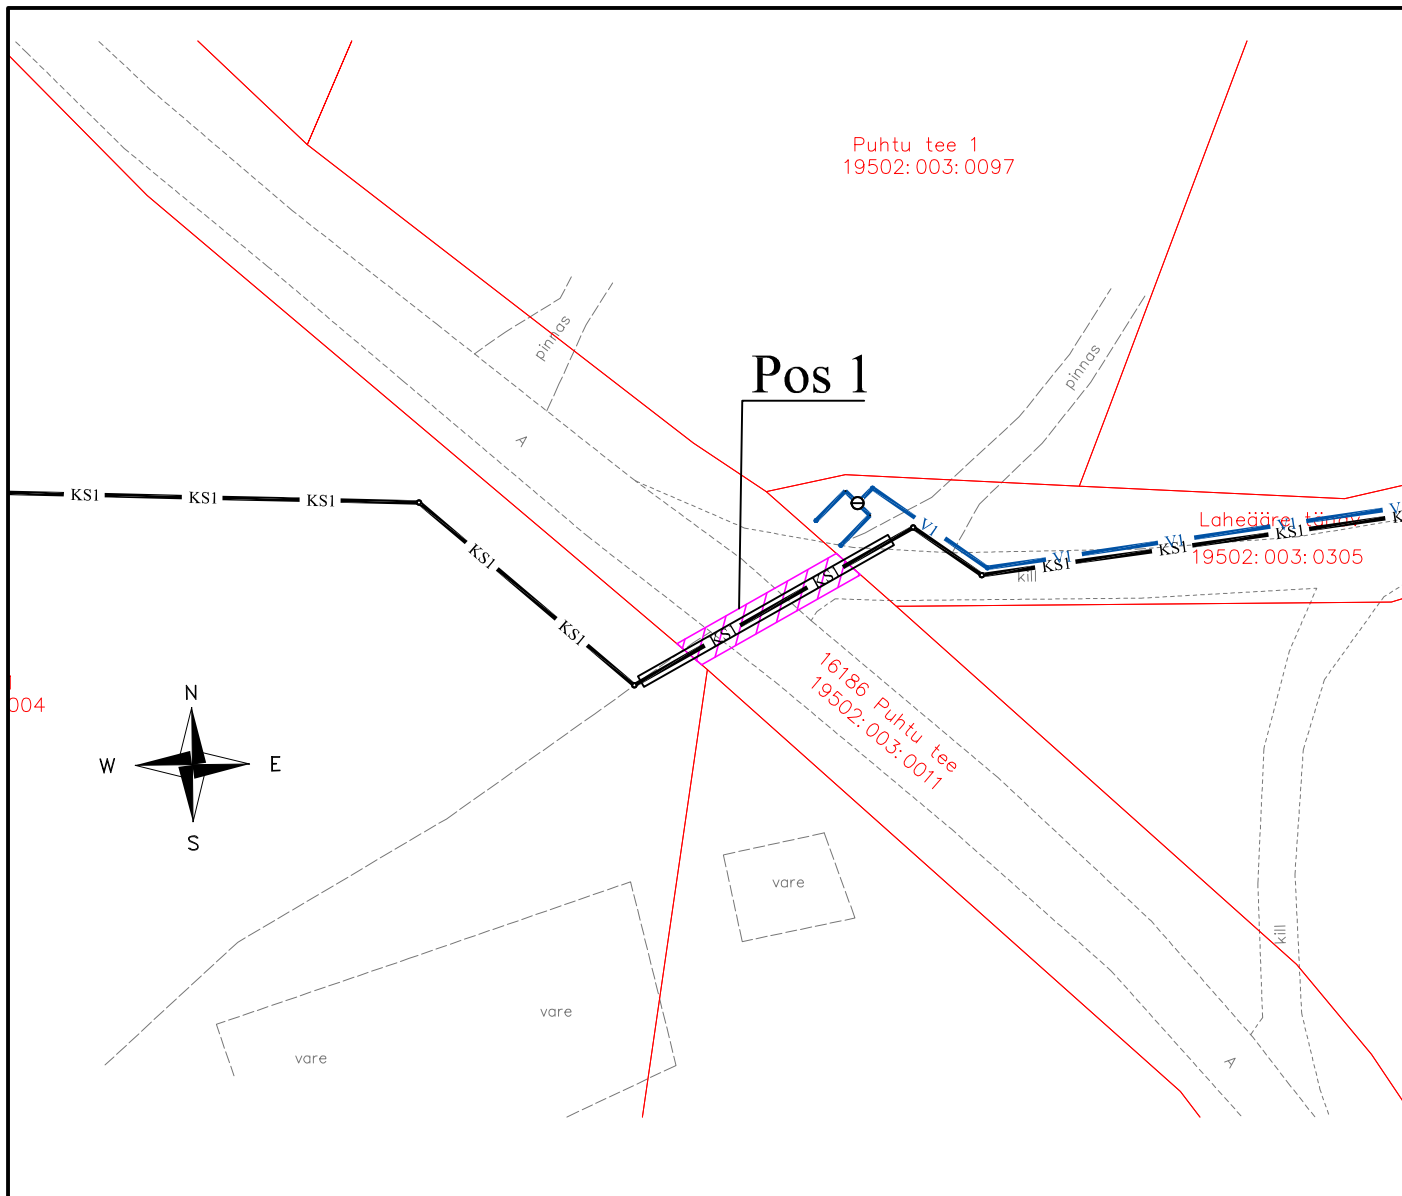 Puhtu tee 1
19502:003:0097
pinnas
pinnas
Pos 1
A
KS1
KS1
KS1
KS1
KS1
KS1
KS1
V1
V1
V1
V1
V
KS1
KS1
KS1
K
Laheääre tänav
19502:003:0305
kill
16186 Puhtu tee
19502:003:0011
004
N
W
E
S
vare
vare
vare
kill
A